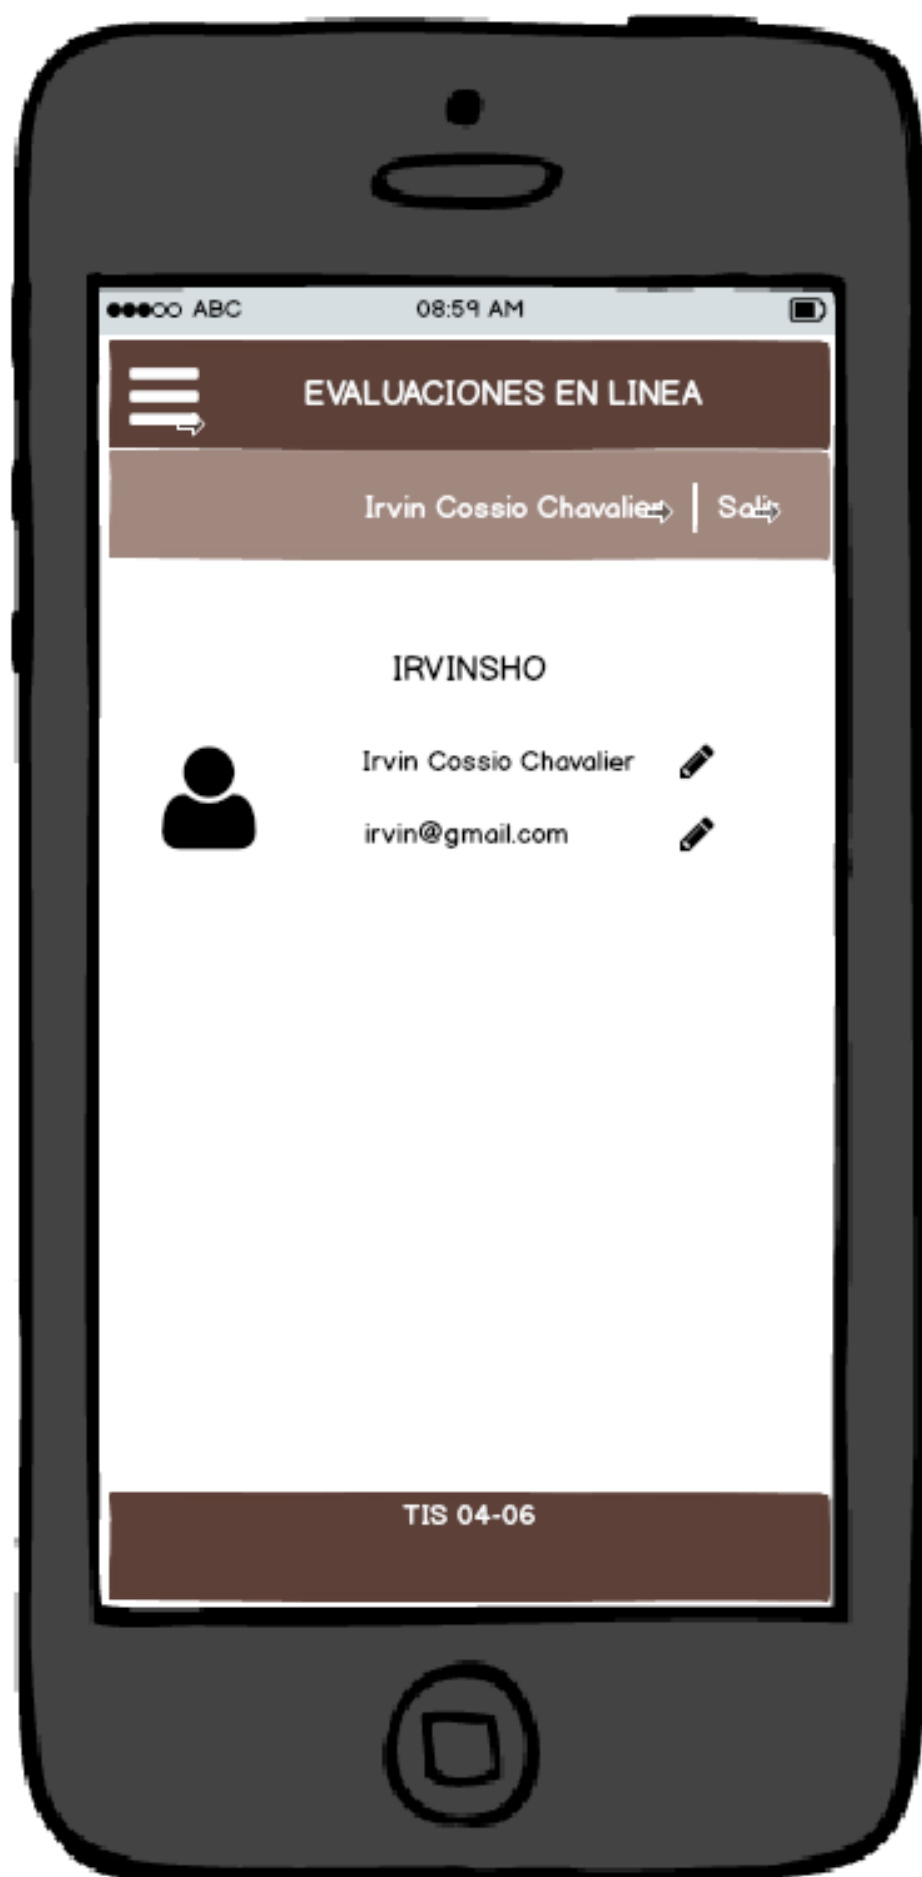 ABC 08:59 AM
EVALUACIONES EN LINEA
Irvin Cossio Chavalier | Salir
IRVINSHO
Irvin Cossio Chavalier
irvin@gmail.com
TIS 04-06